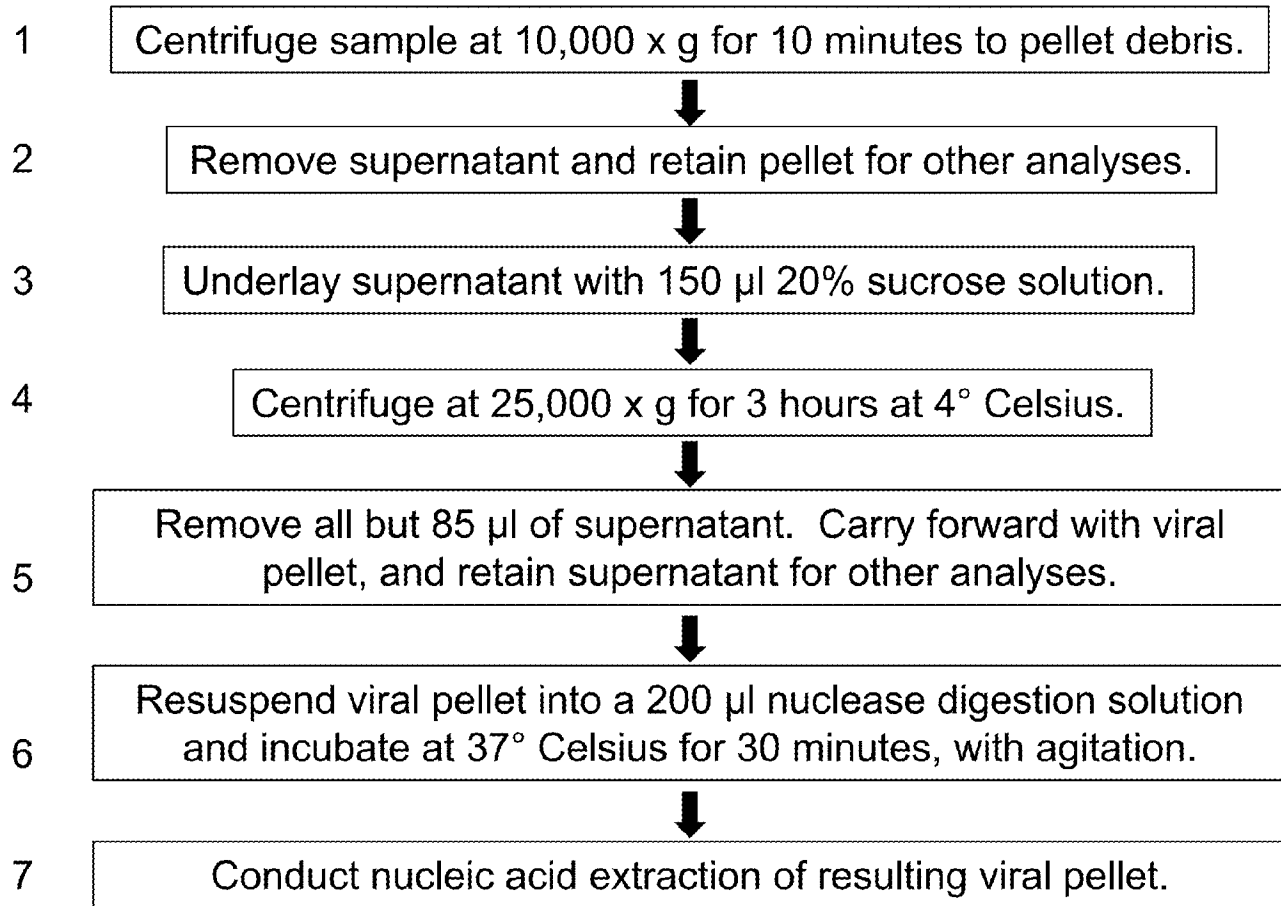 1 Centrifuge sample at 10,000 x g for 10 minutes to pellet debris.
2 Remove supernatant and retain pellet for other analyses.
3 Underlay supernatant with 150 µl 20% sucrose solution.
4 Centrifuge at 25,000 x g for 3 hours at 4° Celsius.
Remove all but 85 µl of supernatant.  Carry forward with viral
5 pellet, and retain supernatant for other analyses.
Resuspend viral pellet into a 200 µl nuclease digestion solution
6 and incubate at 37° Celsius for 30 minutes, with agitation.
7 Conduct nucleic acid extraction of resulting viral pellet.